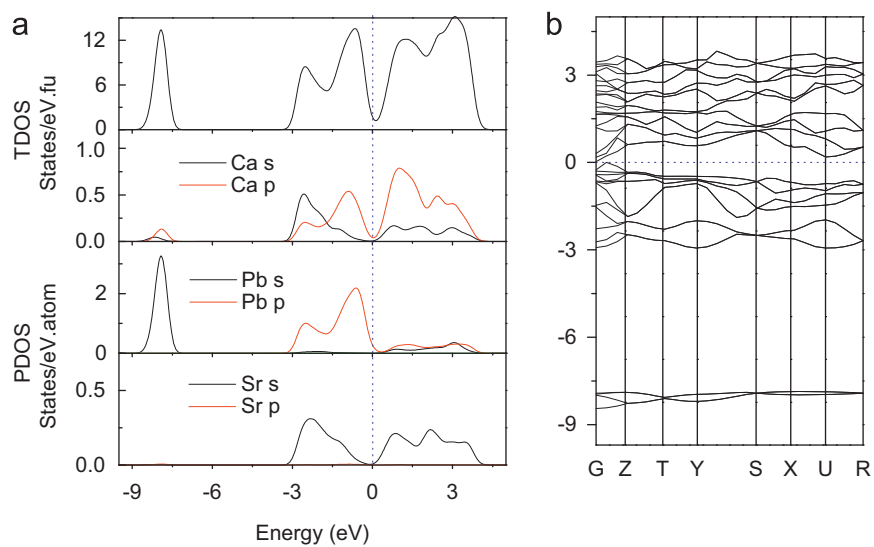 a
b
TDOS
States/eV.fu
12
8
4
0
1.0
0.5
0.0
Ca s
Ca p
PDOS
States/eV.atom
2
0
Pb s
Pb p
0.5
0.0
Sr s
Sr p
-9 -6 -3 0 3
Energy (eV)
3
0
-3
-6
-9
G Z T Y S X U R